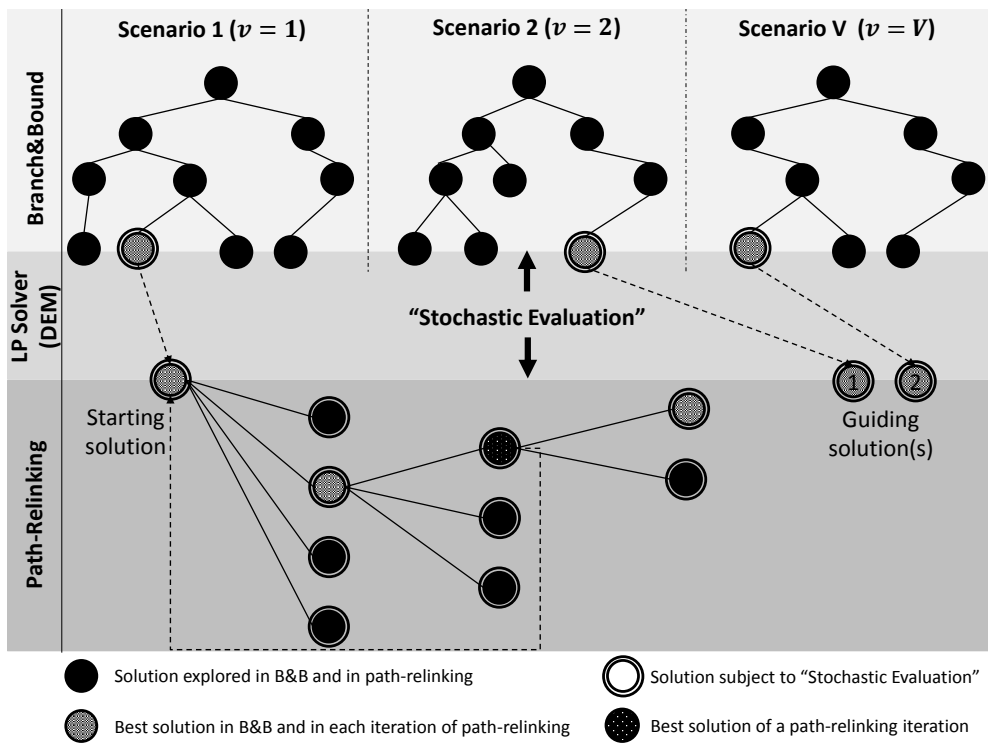 Scenario 1 (v = 1)
Scenario 2 (v = 2)
Scenario V (v = V)
Branch&Bound
LP Solver
(DEM)
“Stochastic Evaluation”
1
2
Starting
solution
Guiding
solution(s)
Path-Relinking
Solution explored in B&B and in path-relinking
Solution subject to “Stochastic Evaluation”
Best solution in B&B and in each iteration of path-relinking
Best solution of a path-relinking iteration